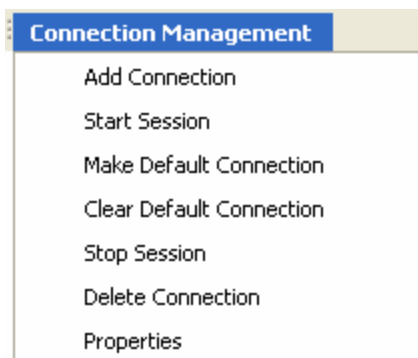 Connection Management
Add Connection
Start Session
Make Default Connection
Clear Default Connection
Stop Session
Delete Connection
Properties